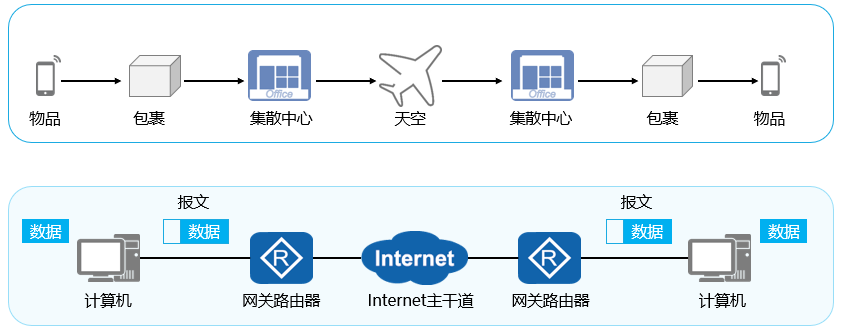 Office
Office
物品
包裹
集散中心
天空
集散中心
包裹
物品
报文
报文
数据
数据
数据
数据
R
Internet
R
计算机
网关路由器
Internet主干道
网关路由器
计算机